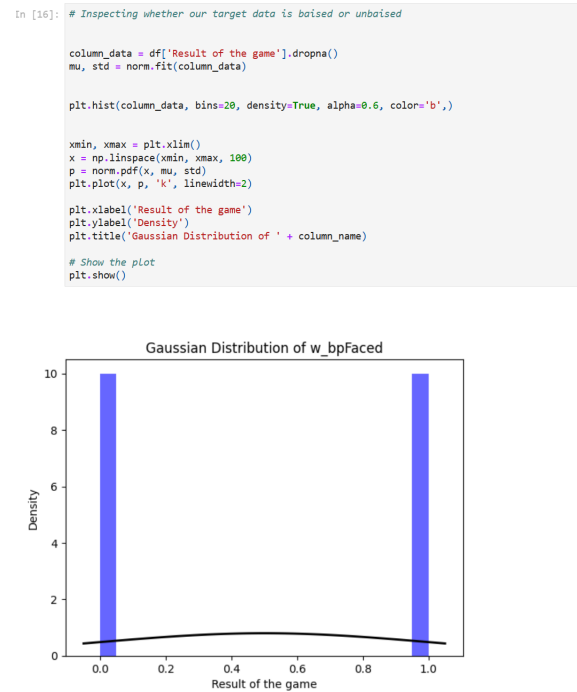 In [16]: # Inspecting whether our target data is baised or unbaised
column_data = df['Result of the game'].dropna()
mu, std = norm.fit(column_data)
plt.hist(column_data, bins=20, density=True, alpha=0.6, color='b',)
xmin, xmax = plt.xlim()
x = np.linspace(xmin, xmax, 100)
p = norm.pdf(x, mu, std)
plt.plot(x, p, 'k', linewidth=2)
plt.xlabel('Result of the game')
plt.ylabel('Density')
plt.title('Gaussian Distribution of ' + column_name)
# Show the plot
plt.show()
Gaussian Distribution of w_bpFaced
10
8
6
4
2
0
Density
0.0 0.2 0.4 0.6 0.8 1.0
Result of the game